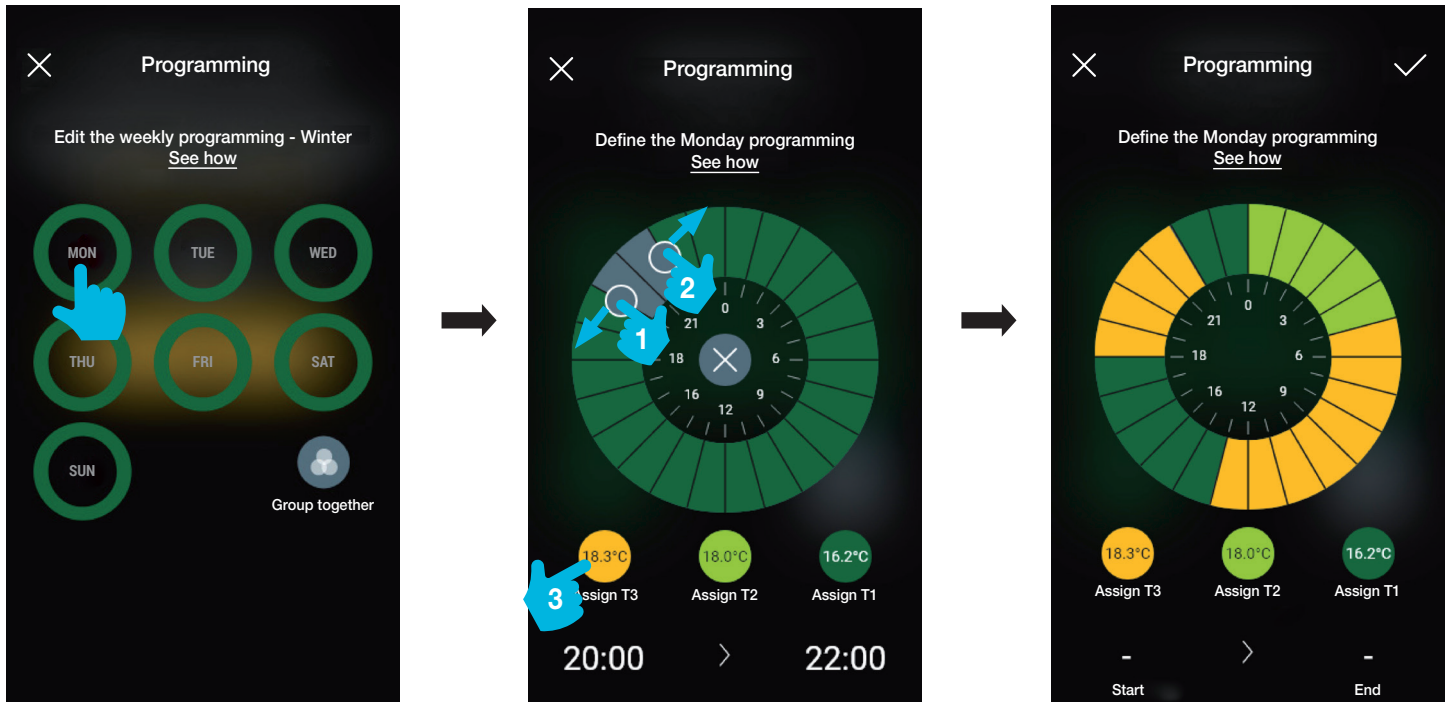 Programming
Edit the weekly programming - Winter
See how
MON
TUE
WED
THU
FRI
SAT
SUN
Group together
Programming
Define the Monday programming
See how
1
2
0
3
6
9
12
16
18
21
18.3°C
18.0°C
16.2°C
3
ssign T3
Assign T2
Assign T1
20:00
22:00
Programming
Define the Monday programming
See how
0
3
6
9
12
16
18
21
18.3°C
18.0°C
16.2°C
Assign T3
Assign T2
Assign T1
-
-
Start
End